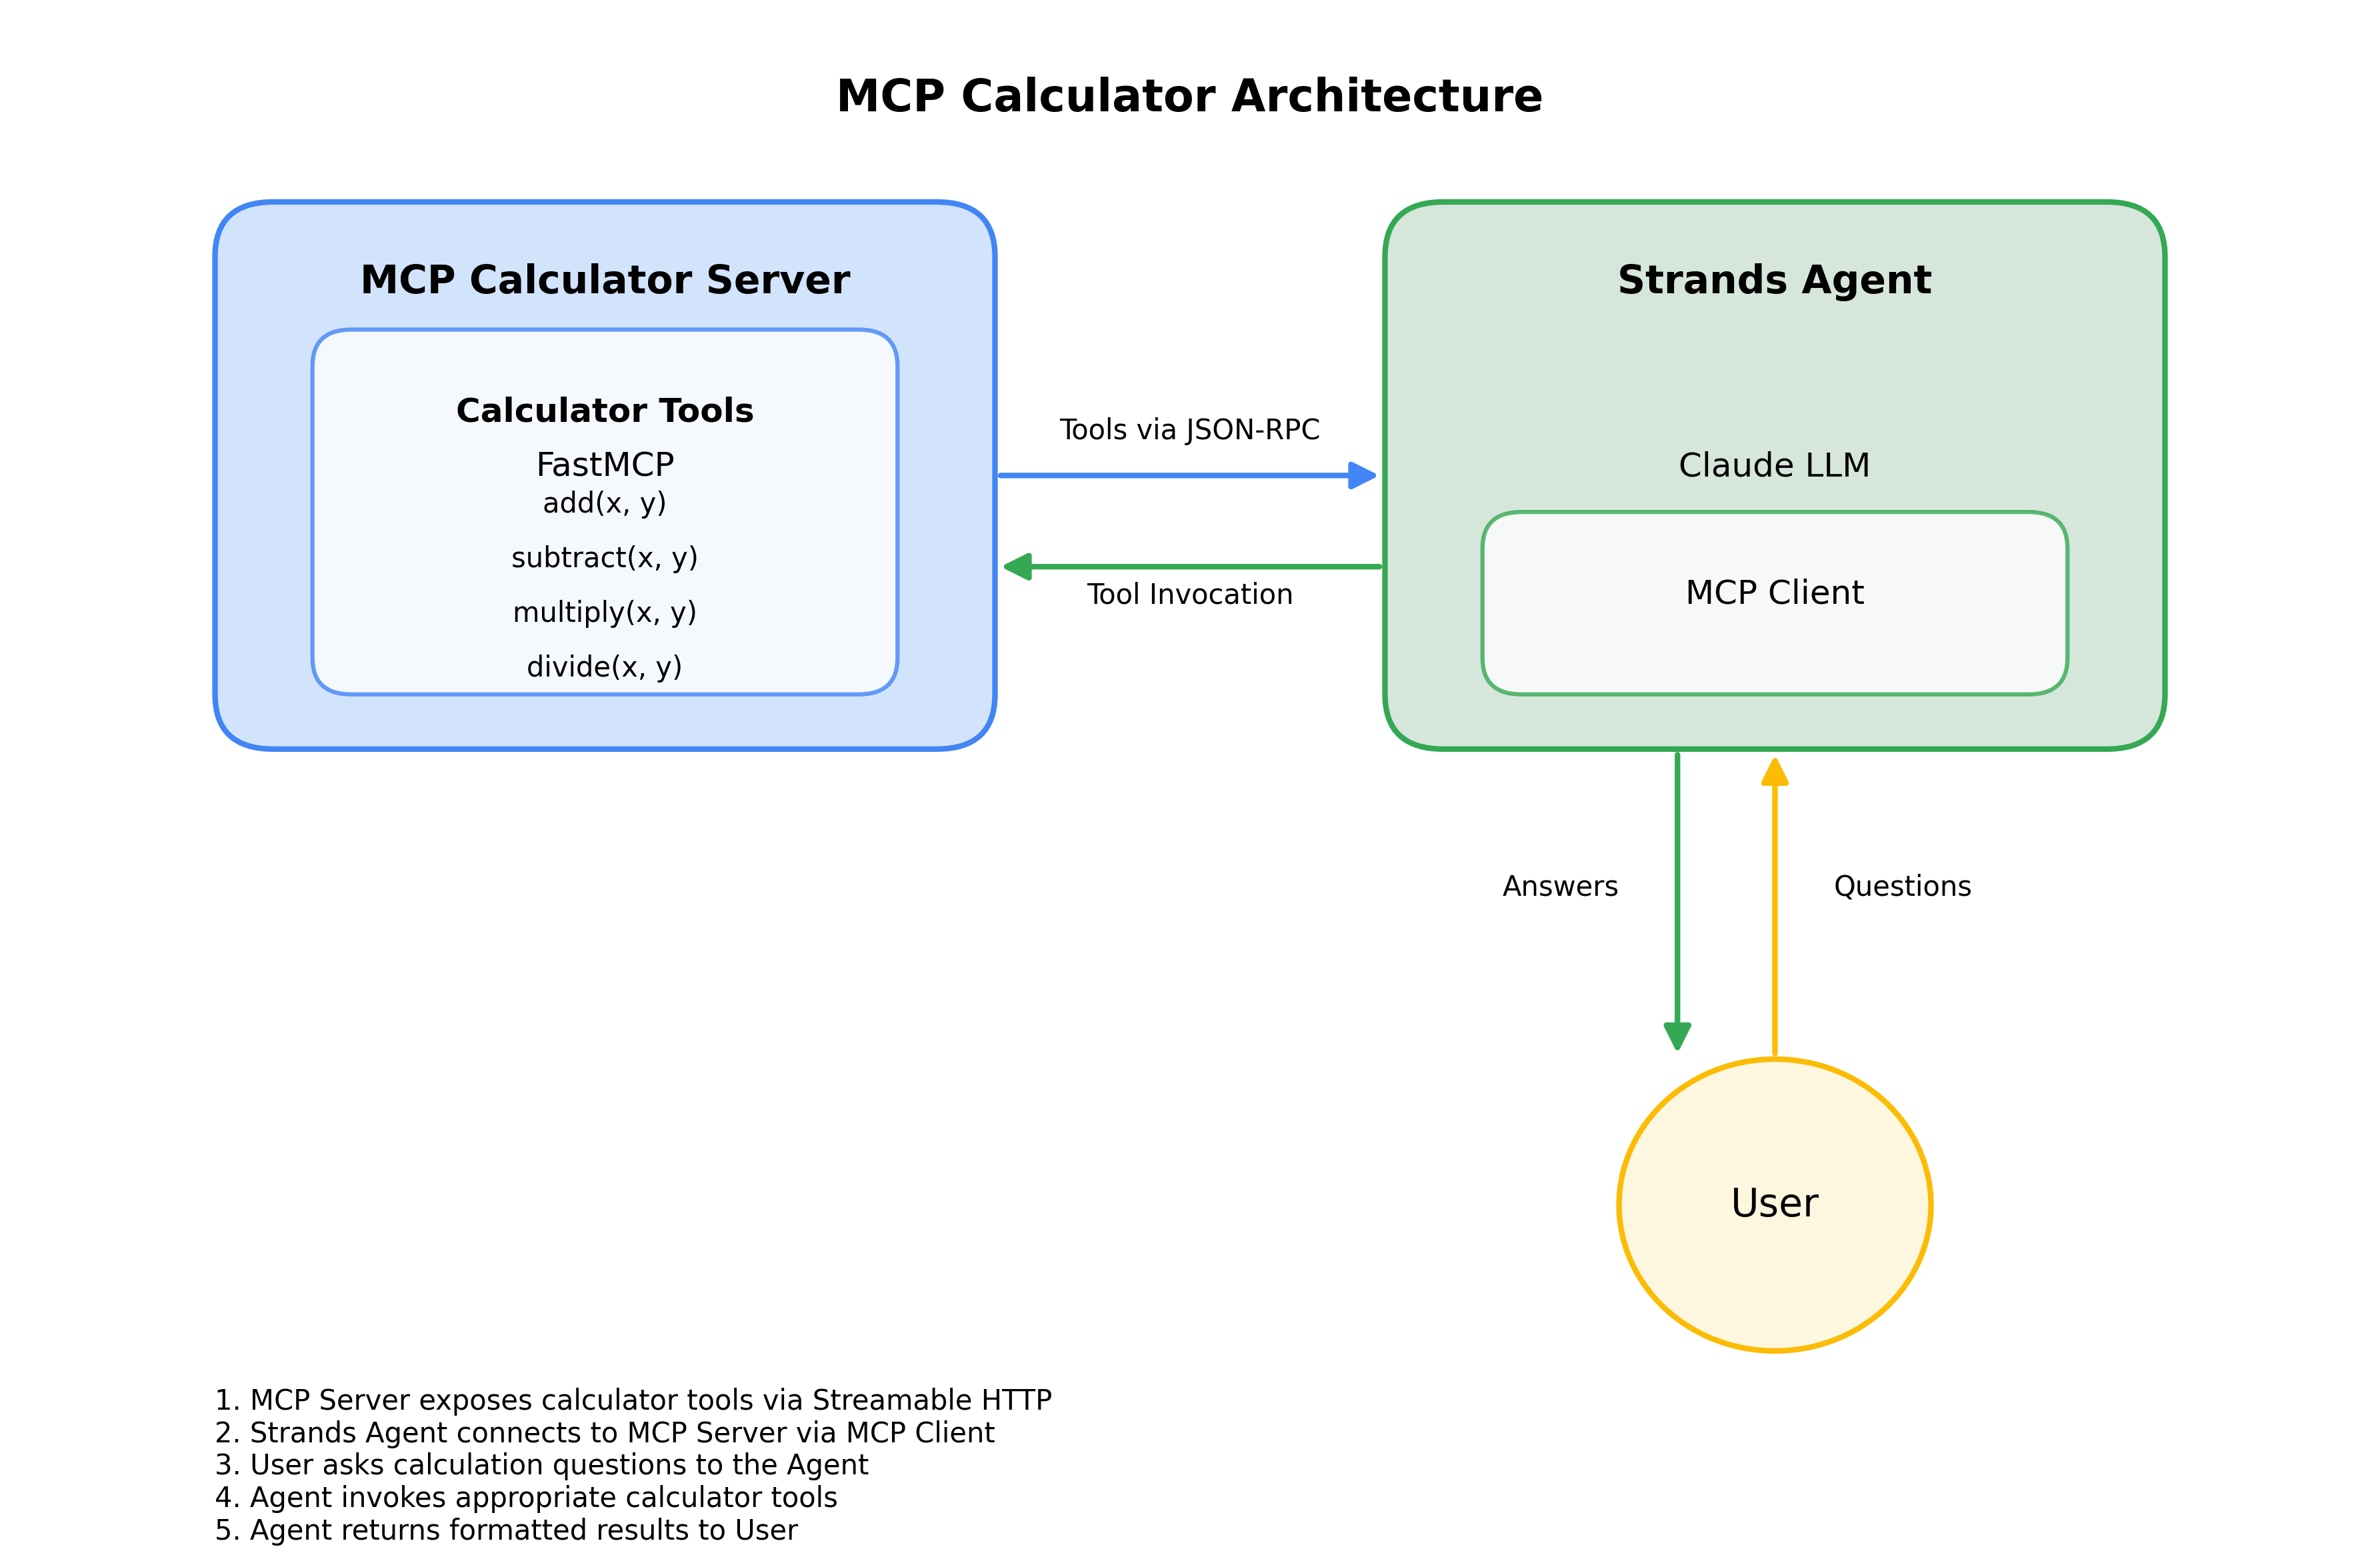 MCP Calculator Architecture
MCP Calculator Server
Calculator Tools
FastMCP
add(x, y)
subtract(x, y)
multiply(x, y)
divide(x, y)
Tools via JSON-RPC
Tool Invocation
Strands Agent
Claude LLM
MCP Client
Answers
Questions
User
1. MCP Server exposes calculator tools via Streamable HTTP
2. Strands Agent connects to MCP Server via MCP Client
3. User asks calculation questions to the Agent
4. Agent invokes appropriate calculator tools
5. Agent returns formatted results to User